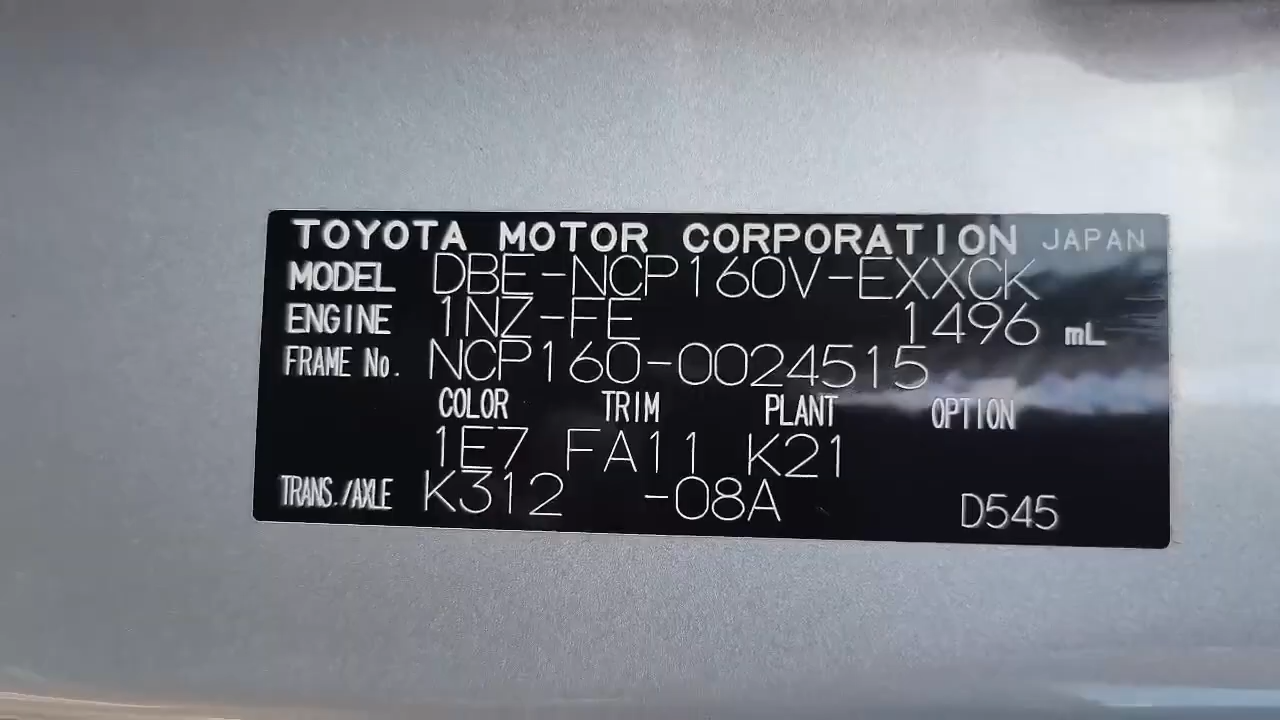 TOYOTA MOTOR CORPORATION JAPAN
MODEL DBE-NCP160V-EXXCK
ENGINE 1NZ-FE 1496 mL
FRAME No. NCP160-0024515
COLOR TRIM PLANT OPTION
1E7 FA11 K21
TRANS./AXLE K312 -08A D545